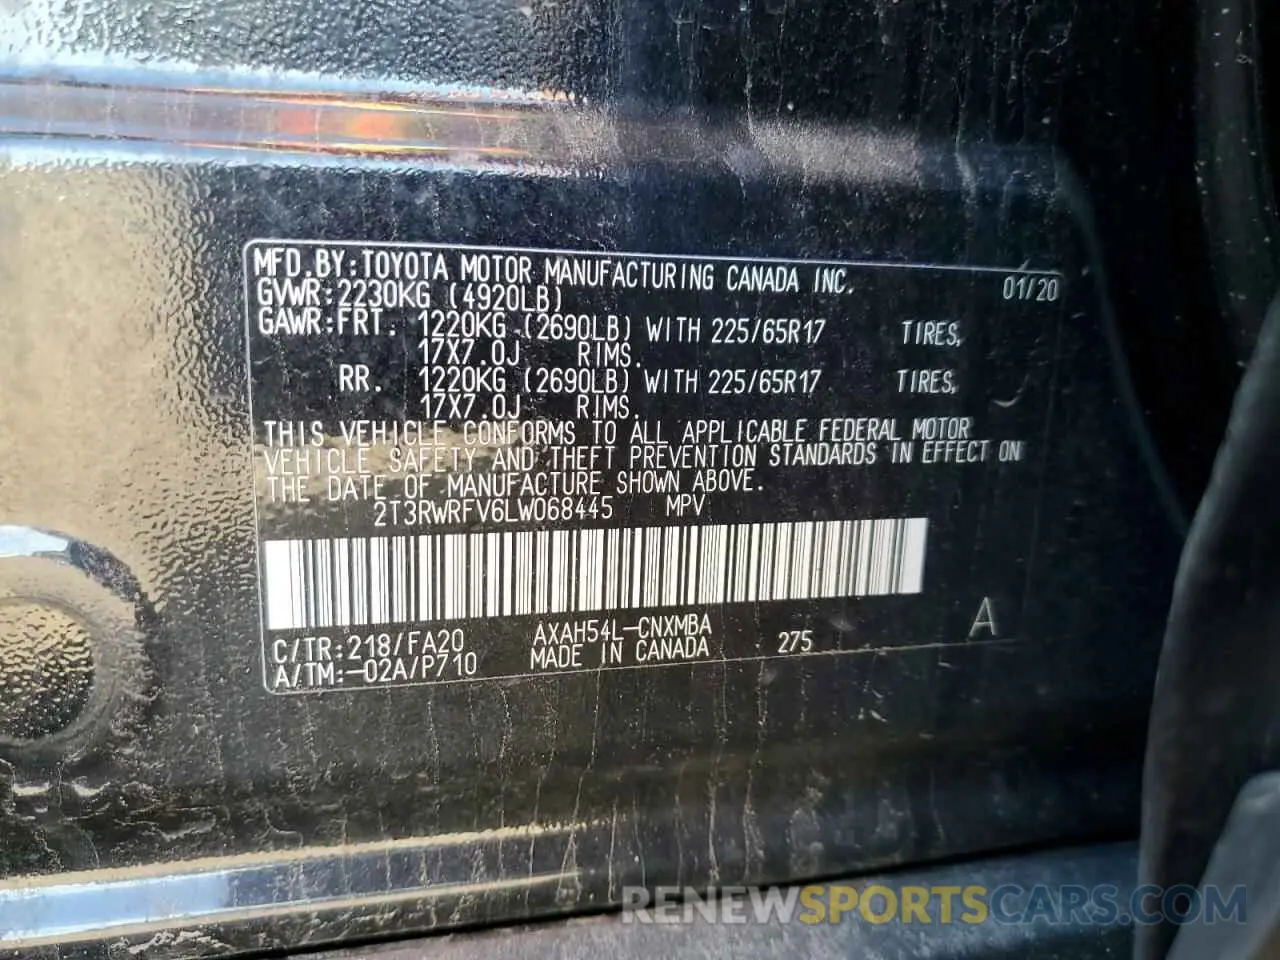 MFD.BY:TOYOTA MOTOR MANUFACTURING CANADA INC. 01/20
GVWR:2230KG (4920LB)
GAWR:FRT. 1220KG (2690LB) WITH 225/65R17 TIRES,
17X7.0J RIMS.
RR. 1220KG (2690LB) WITH 225/65R17 TIRES,
17X7.0J RIMS.
THIS VEHICLE CONFORMS TO ALL APPLICABLE FEDERAL MOTOR
VEHICLE SAFETY AND THEFT PREVENTION STANDARDS IN EFFECT ON
THE DATE OF MANUFACTURE SHOWN ABOVE.
2T3RWRFV6LW068445 MPV
C/TR:218/FA20 AXAH54L-CNXMBA 275 A
A/TM:-02A/P710 MADE IN CANADA
RENEWSPORTSCARS.COM